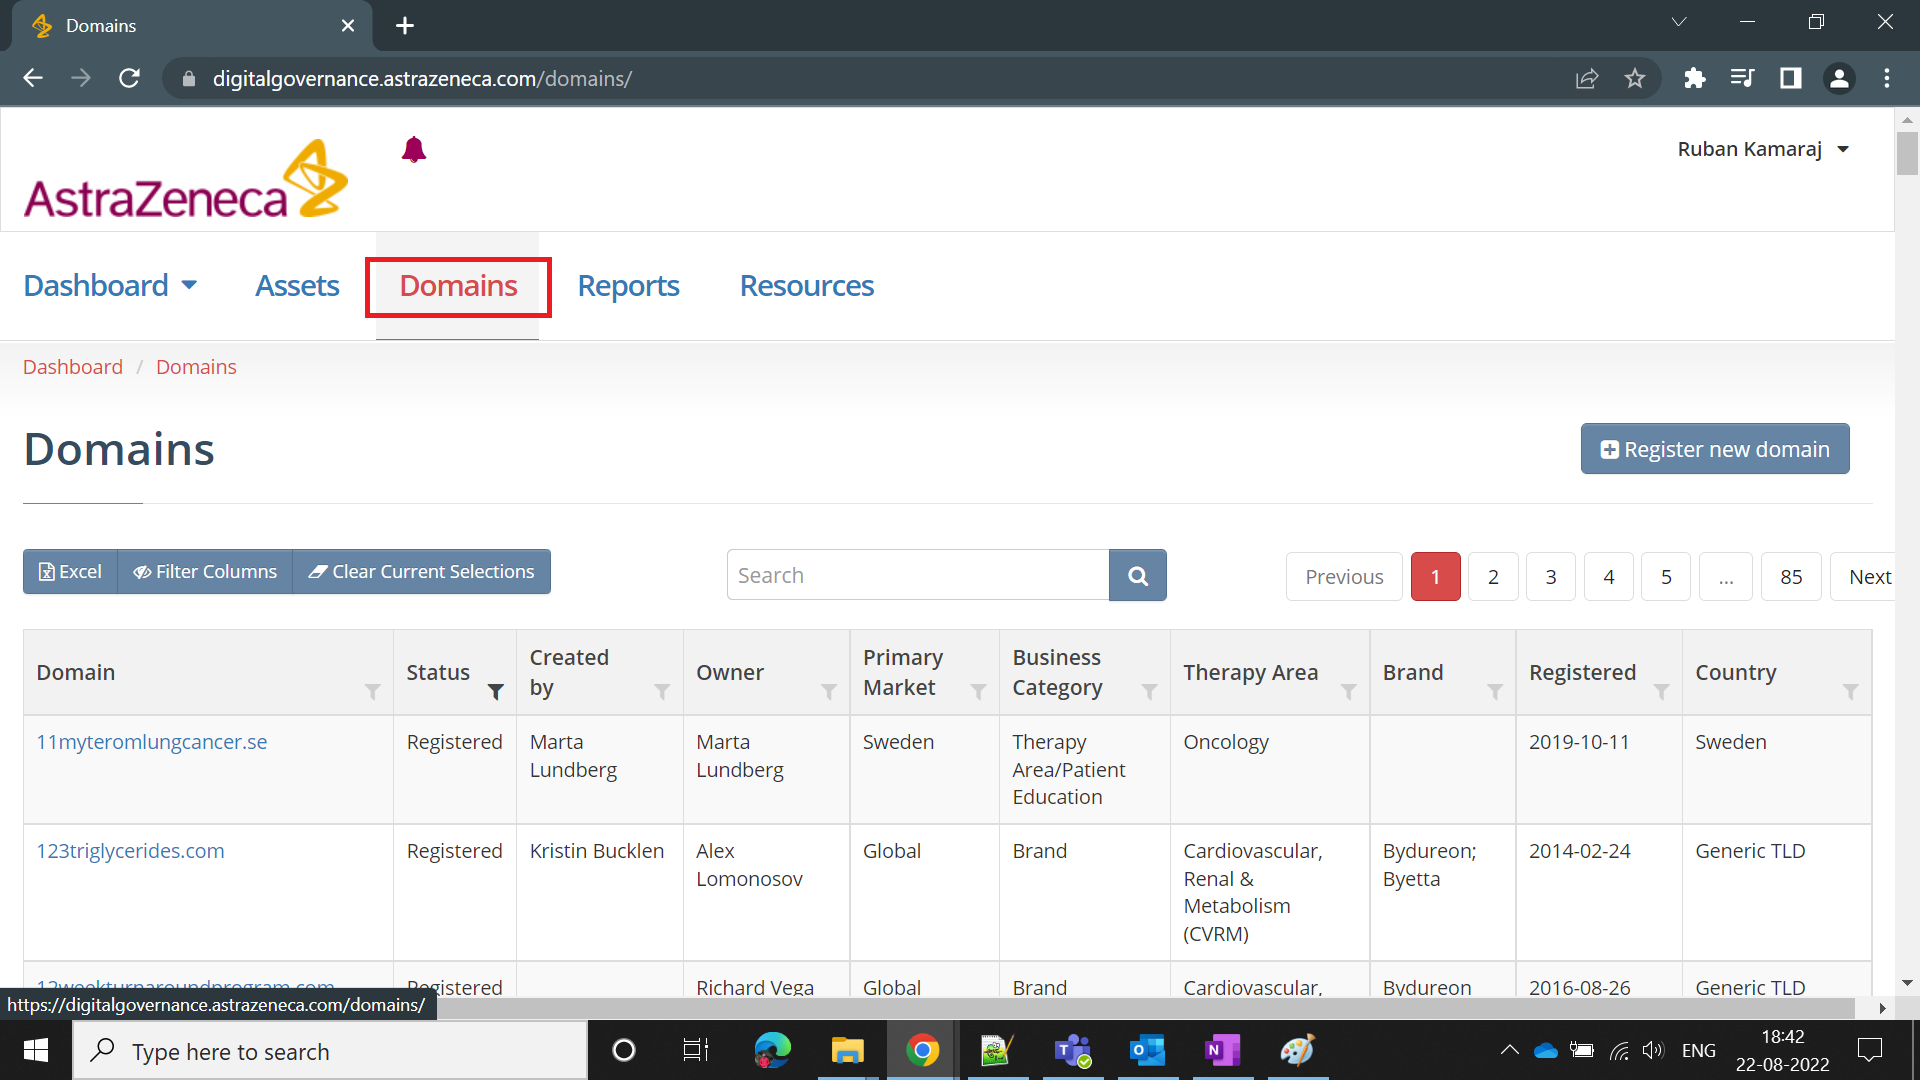 Domains
digitalgovernance.astrazeneca.com/domains/
AstraZeneca
Ruban Kamaraj
Dashboard Assets Domains Reports Resources
Dashboard / Domains
Domains
Register new domain
Excel Filter Columns Clear Current Selections
Search
Previous 1 2 3 4 5 ... 85 Next
Domain Status Created by Owner Primary Market Business Category Therapy Area Brand Registered Country
11myteromlungcancer.se Registered Marta Lundberg Marta Lundberg Sweden Therapy Area/Patient Education Oncology 2019-10-11 Sweden
123triglycerides.com Registered Kristin Bucklen Alex Lomonosov Global Brand Cardiovascular, Renal & Metabolism (CVRM) Bydureon; Byetta 2014-02-24 Generic TLD
12weekturnaroundprogram.com Registered Richard Vega Global Brand Cardiovascular, Bydureon 2016-08-26 Generic TLD
https://digitalgovernance.astrazeneca.com/domains/
Type here to search
ENG
18:42
22-08-2022